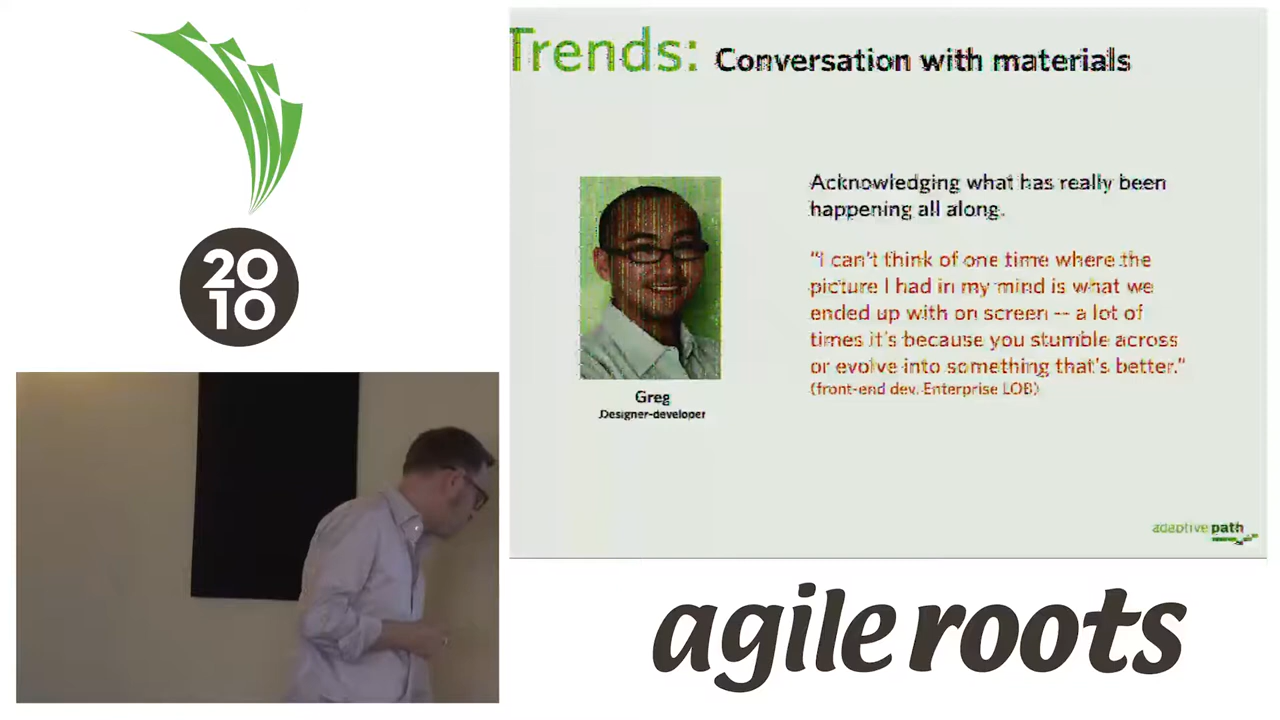 20
10
Trends: Conversation with materials
Acknowledging what has really been
happening all along.
"I can't think of one time where the
picture I had in my mind is what we
ended up with on screen -- a lot of
times it's because you stumble across
or evolve into something that's better."
(front-end dev. Enterprise LOB)
Greg
Designer-developer
adaptive path
agile roots